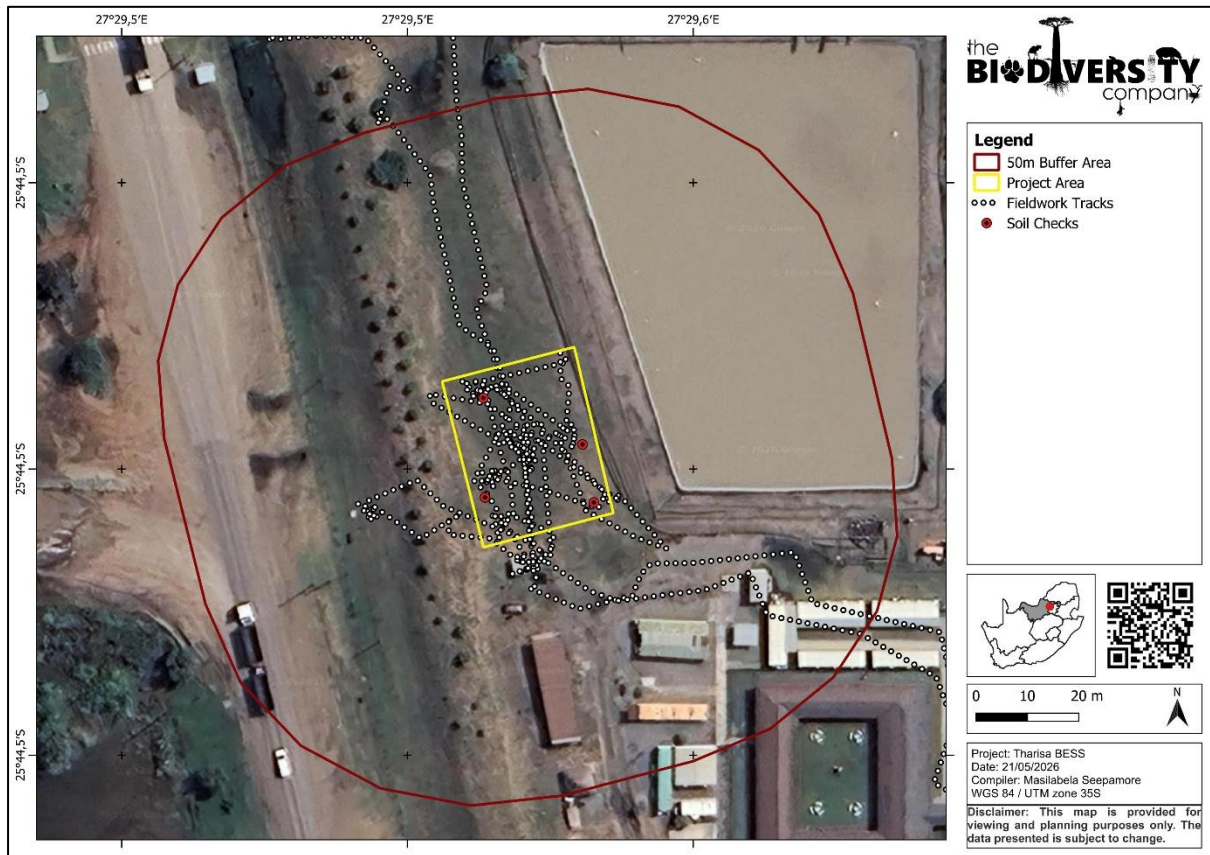 27°29,5'E
27°29,5'E
27°29,6'E
25°44,5'S
25°44,5'S
25°44,5'S
the
BIODIVERSITY
company
Legend
50m Buffer Area
Project Area
Fieldwork Tracks
Soil Checks
0 10 20 m
N
Project: Tharisa BESS
Date: 21/05/2026
Compiler: Masilabela Seepamore
WGS 84 / UTM zone 35S
Disclaimer: This map is provided for
viewing and planning purposes only. The
data presented is subject to change.